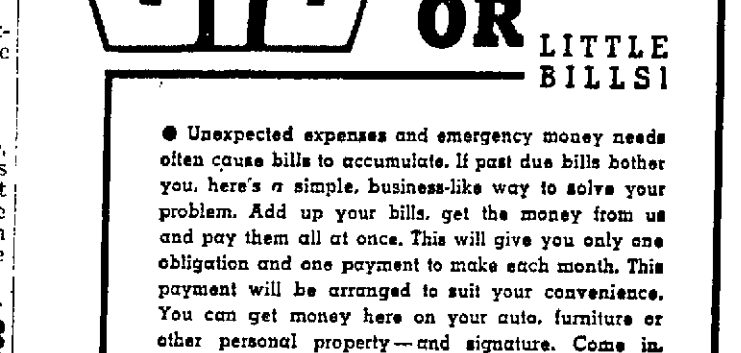 OR
LITTLE
BILLS!
● Unexpected expenses and emergency money needs
often cause bills to accumulate. If past due bills bother
you, here's a simple, business-like way to solve your
problem. Add up your bills, get the money from us
and pay them all at once. This will give you only one
obligation and one payment to make each month. This
payment will be arranged to suit your convenience.
You can get money here on your auto, furniture or
other personal property—and signature. Come in,